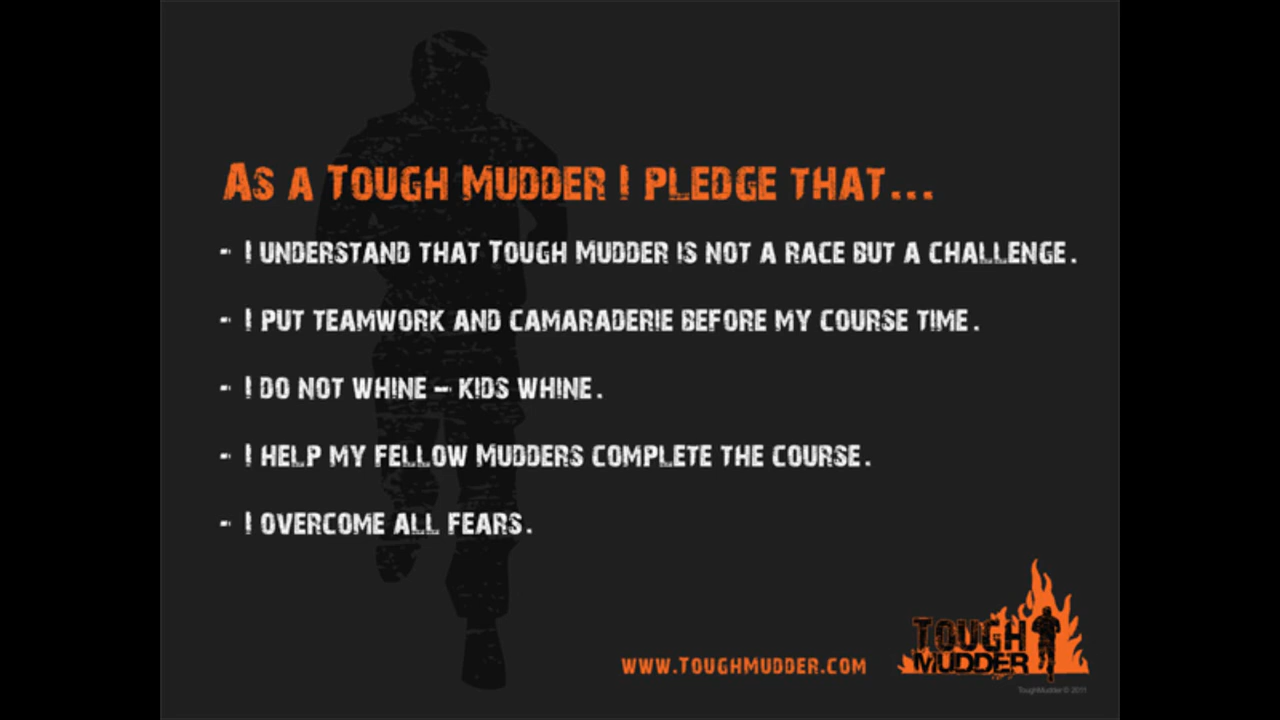 As a Tough Mudder I pledge that...
- I understand that Tough Mudder is not a race but a challenge.
- I put teamwork and camaraderie before my course time.
- I do not whine – kids whine.
- I help my fellow Mudders complete the course.
- I overcome all fears.
www.toughmudder.com
TOUGH
MUDDER
ToughMudder © 2011